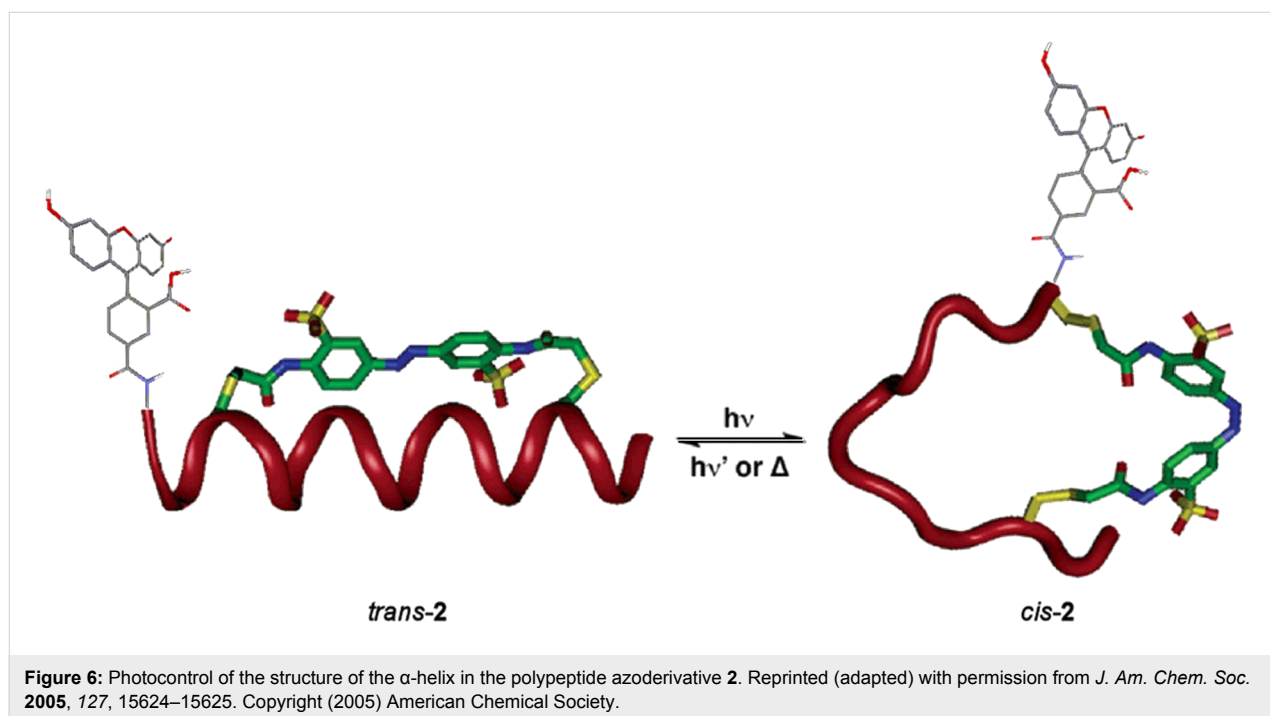 hν
hν' or Δ
trans-2
cis-2
Figure 6: Photocontrol of the structure of the α-helix in the polypeptide azoderivative 2. Reprinted (adapted) with permission from J. Am. Chem. Soc.
2005, 127, 15624–15625. Copyright (2005) American Chemical Society.